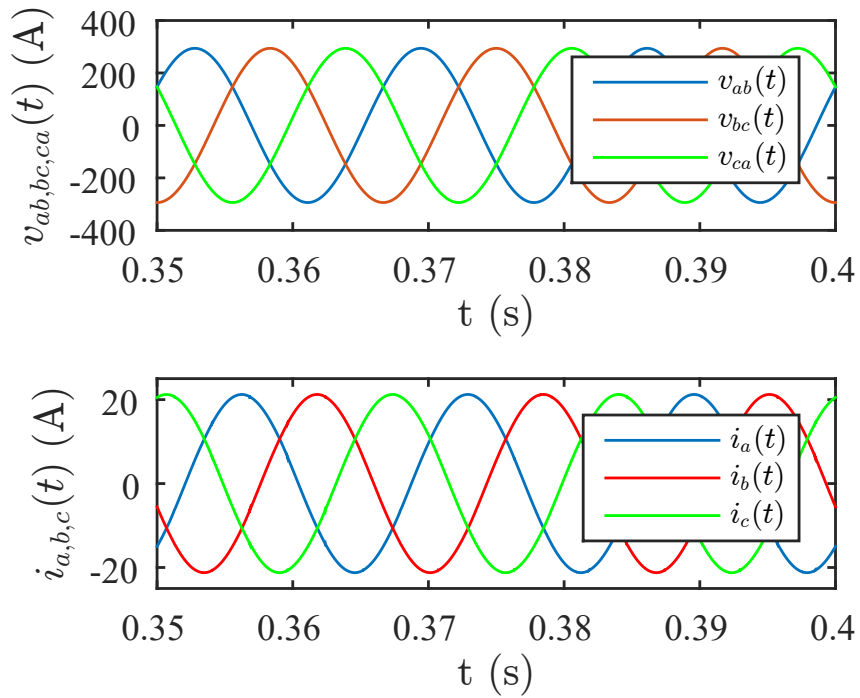 v_{ab,bc,ca}(t) (A)
400
200
0
-200
-400
v_{ab}(t)
v_{bc}(t)
v_{ca}(t)
0.35 0.36 0.37 0.38 0.39 0.4
t (s)
i_{a,b,c}(t) (A)
20
0
-20
i_a(t)
i_b(t)
i_c(t)
0.35 0.36 0.37 0.38 0.39 0.4
t (s)